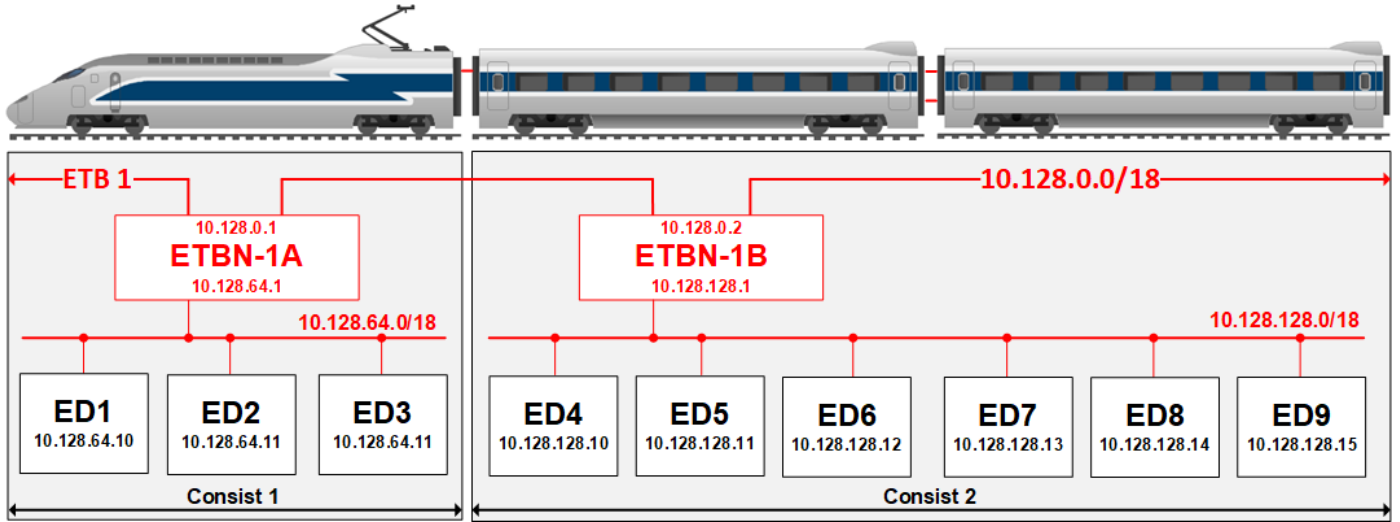 ETB 1
10.128.0.0/18
10.128.0.1
ETBN-1A
10.128.64.1
10.128.0.2
ETBN-1B
10.128.128.1
10.128.64.0/18
10.128.128.0/18
ED1
10.128.64.10
ED2
10.128.64.11
ED3
10.128.64.11
ED4
10.128.128.10
ED5
10.128.128.11
ED6
10.128.128.12
ED7
10.128.128.13
ED8
10.128.128.14
ED9
10.128.128.15
Consist 1
Consist 2